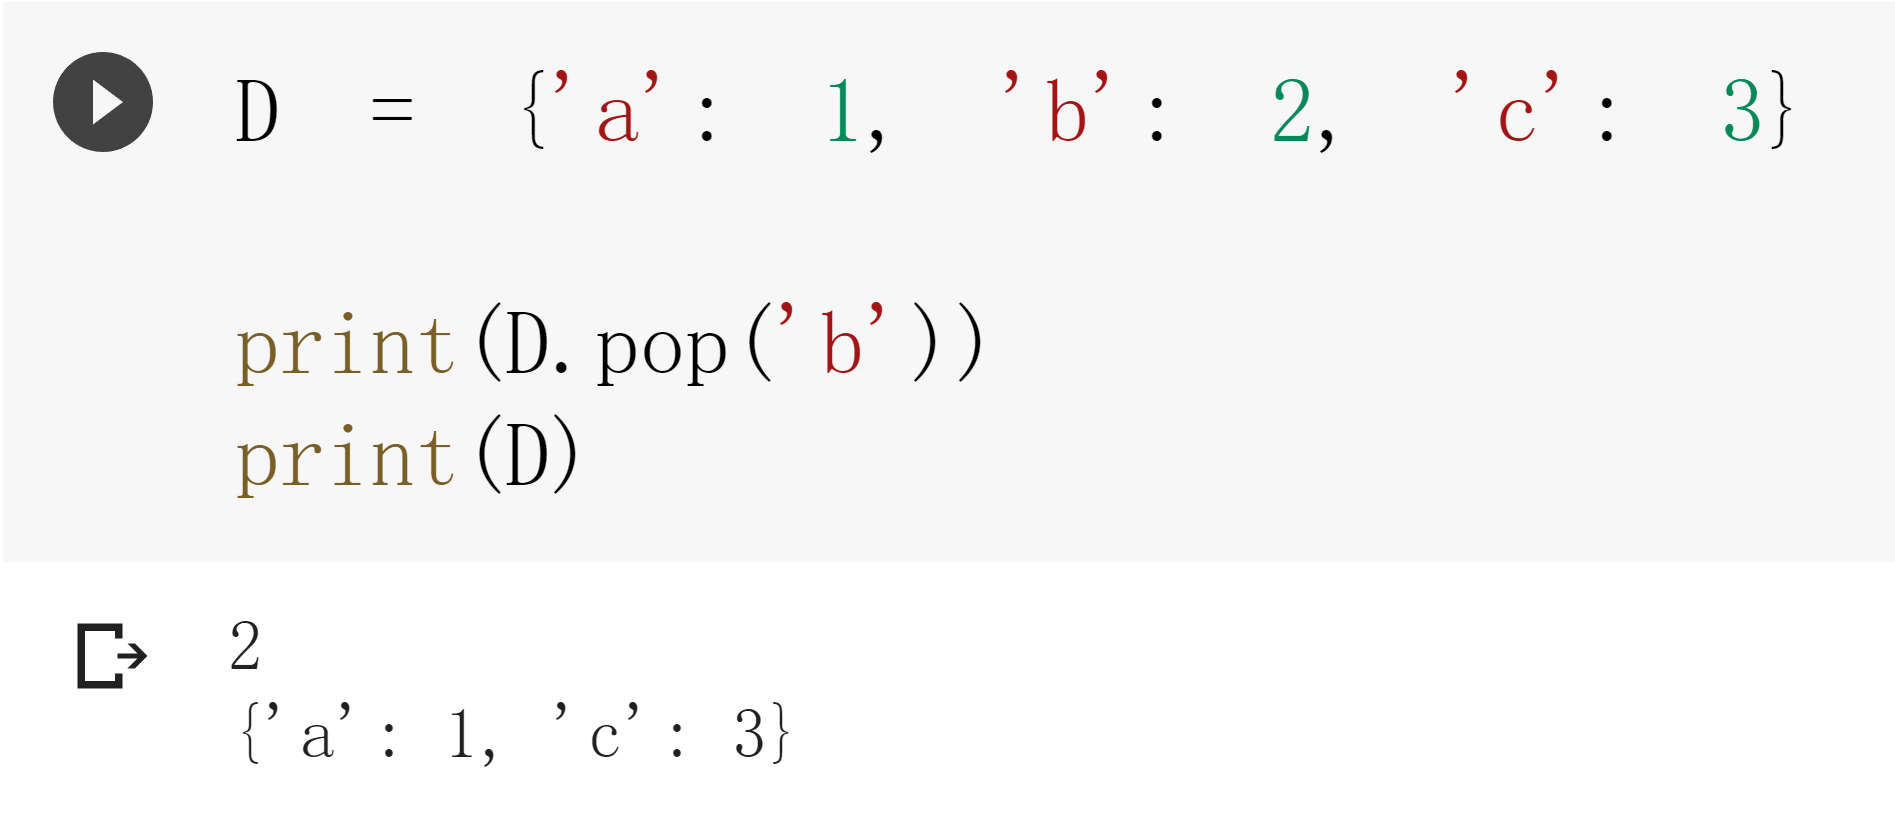 D = {'a': 1, 'b': 2, 'c': 3}
print(D.pop('b'))
print(D)
2
{'a': 1, 'c': 3}